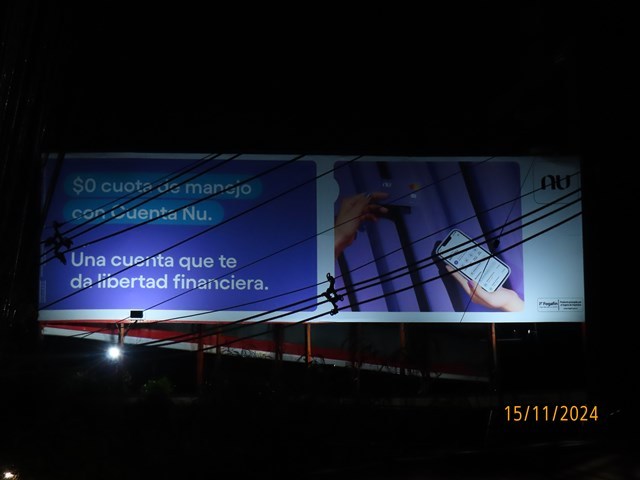 $0 cuota de manejo
con Cuenta Nu.
Una cuenta que te
da libertad financiera.
nu
15/11/2024